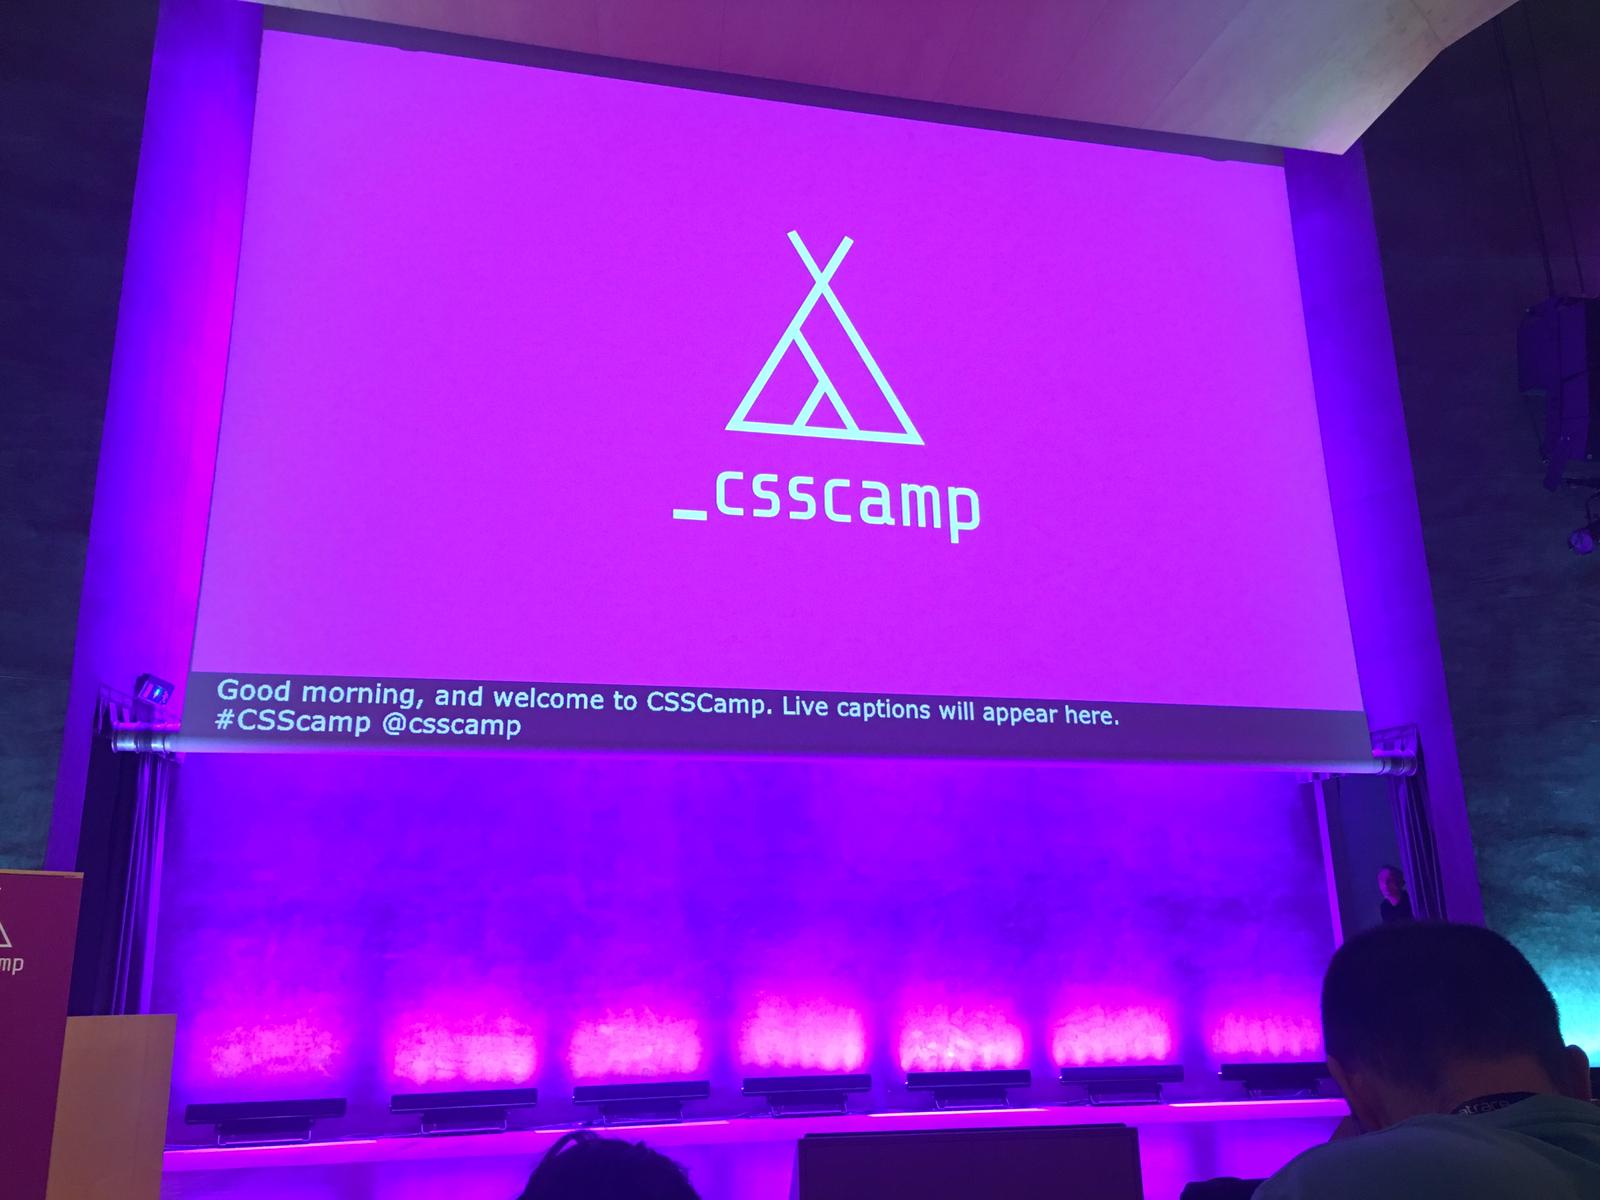 _csscamp
Good morning, and welcome to CSSCamp. Live captions will appear here.
#CSScamp @csscamp
mp